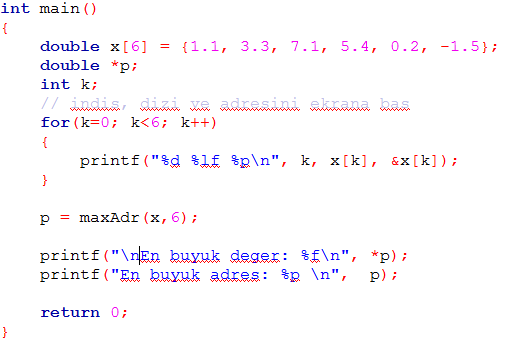 int main()
{
double x[6] = {1.1, 3.3, 7.1, 5.4, 0.2, -1.5};
double *p;
int k;
// indis, dizi ve adresini ekrana bas
for(k=0; k<6; k++)
{
printf("%d %lf %p\n", k, x[k], &x[k]);
}
p = maxAdr(x,6);
printf("\nEn buyuk deger: %f\n", *p);
printf("En buyuk adres: %p \n", p);
return 0;
}